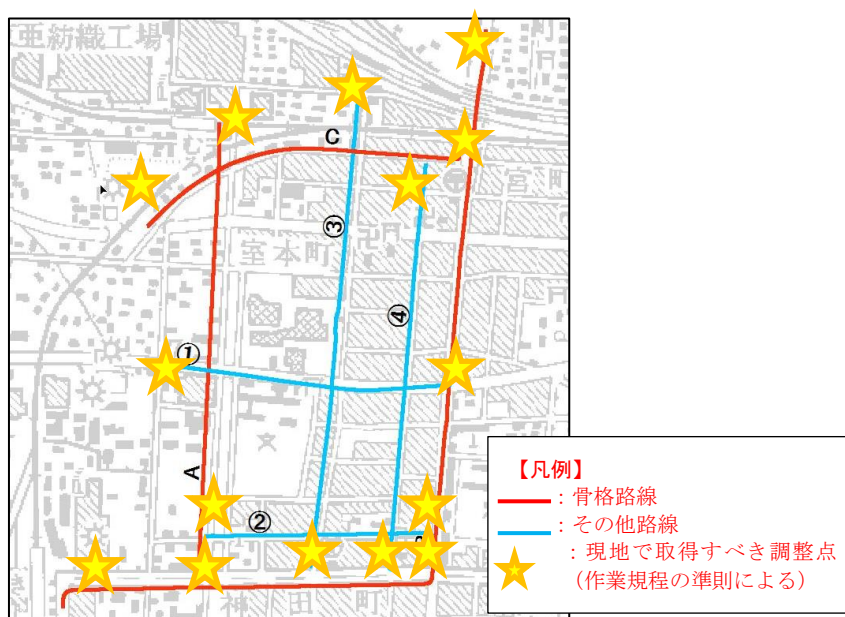 亜紡織工場
C
宮
③
室本町
④
①
A
②
神田町
【凡例】
：骨格路線
：その他路線
：現地で取得すべき調整点
（作業規程の準則による）